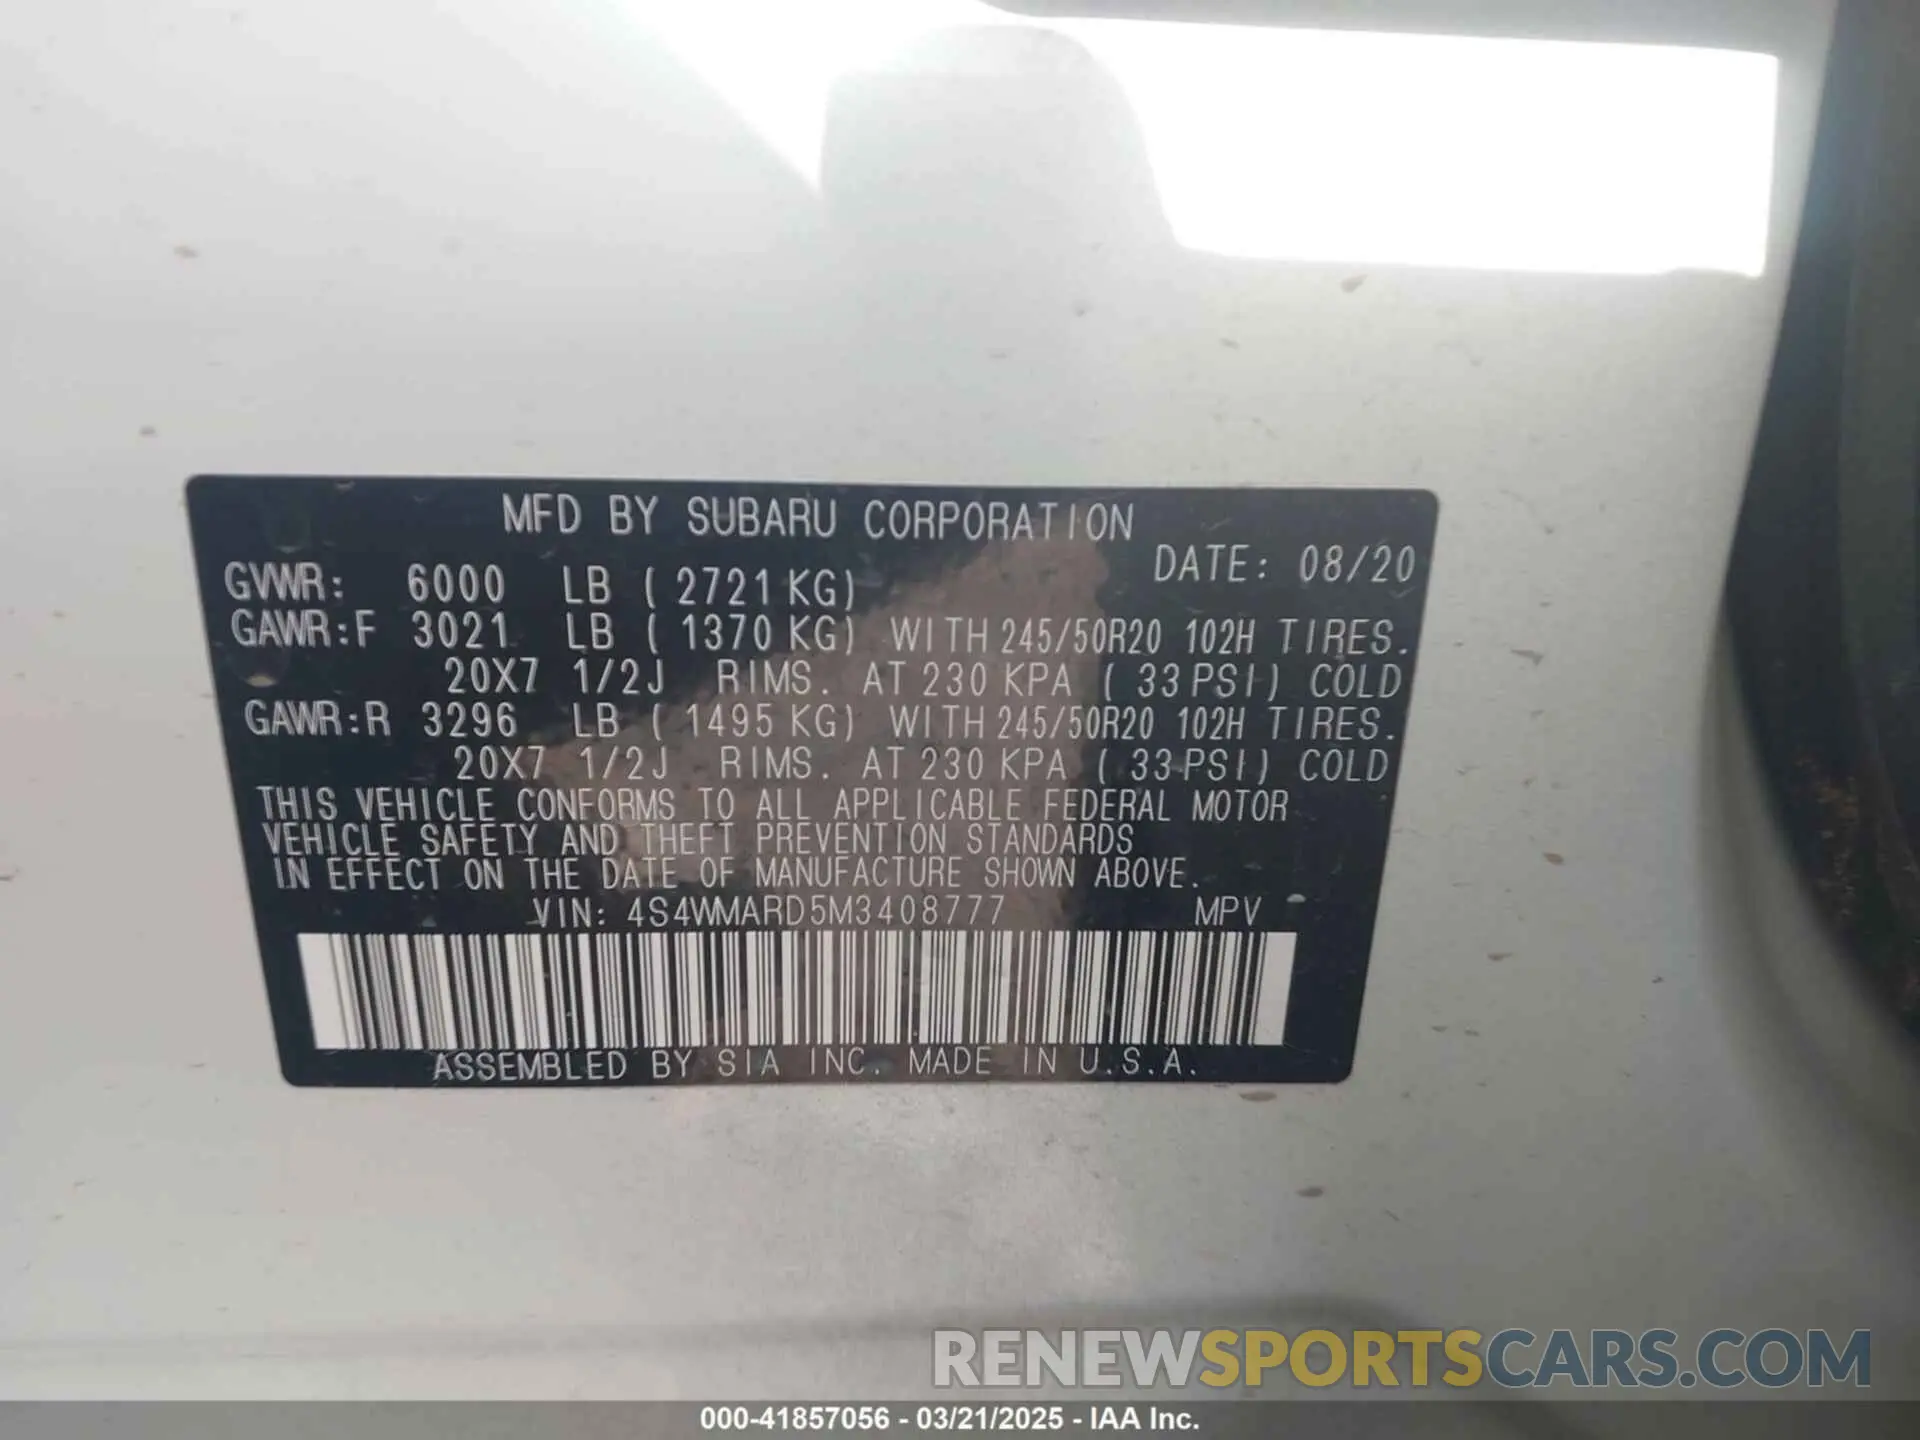 MFD BY SUBARU CORPORATION
DATE: 08/20
GVWR: 6000 LB ( 2721 KG)
GAWR:F 3021 LB ( 1370 KG) WITH 245/50R20 102H TIRES.
20X7 1/2J RIMS. AT 230 KPA ( 33 PSI) COLD
GAWR:R 3296 LB ( 1495 KG) WITH 245/50R20 102H TIRES.
20X7 1/2J RIMS. AT 230 KPA ( 33 PSI) COLD
THIS VEHICLE CONFORMS TO ALL APPLICABLE FEDERAL MOTOR
VEHICLE SAFETY AND THEFT PREVENTION STANDARDS
IN EFFECT ON THE DATE OF MANUFACTURE SHOWN ABOVE.
VIN: 4S4WMARD5M3408777 MPV
ASSEMBLED BY SIA INC. MADE IN U.S.A.
RENEWSPORTSCARS.COM
000-41857056 - 03/21/2025 - IAA Inc.